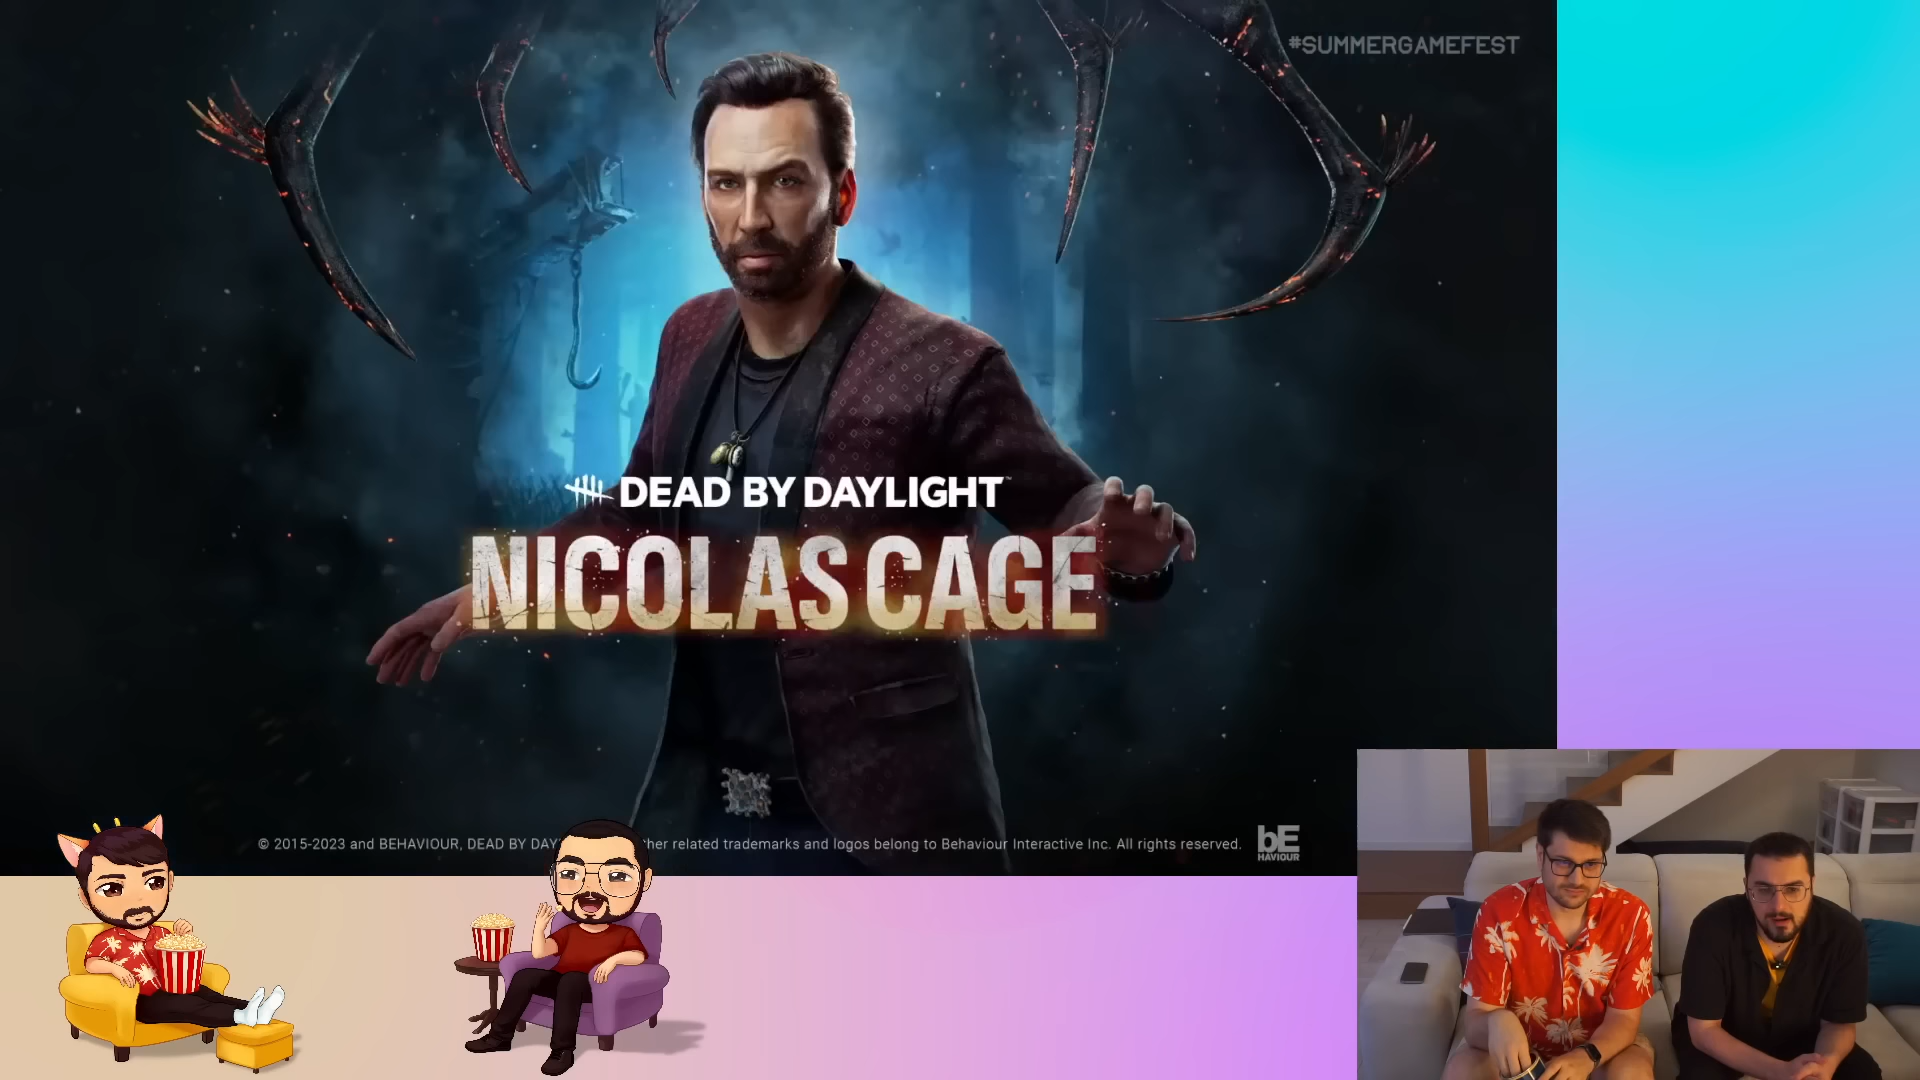 #SUMMERGAMEFEST
DEAD BY DAYLIGHT™
NICOLAS CAGE
© 2015-2023 and BEHAVIOUR, DEAD BY DAY her related trademarks and logos belong to Behaviour Interactive Inc. All rights reserved.
bE
HAVIOUR